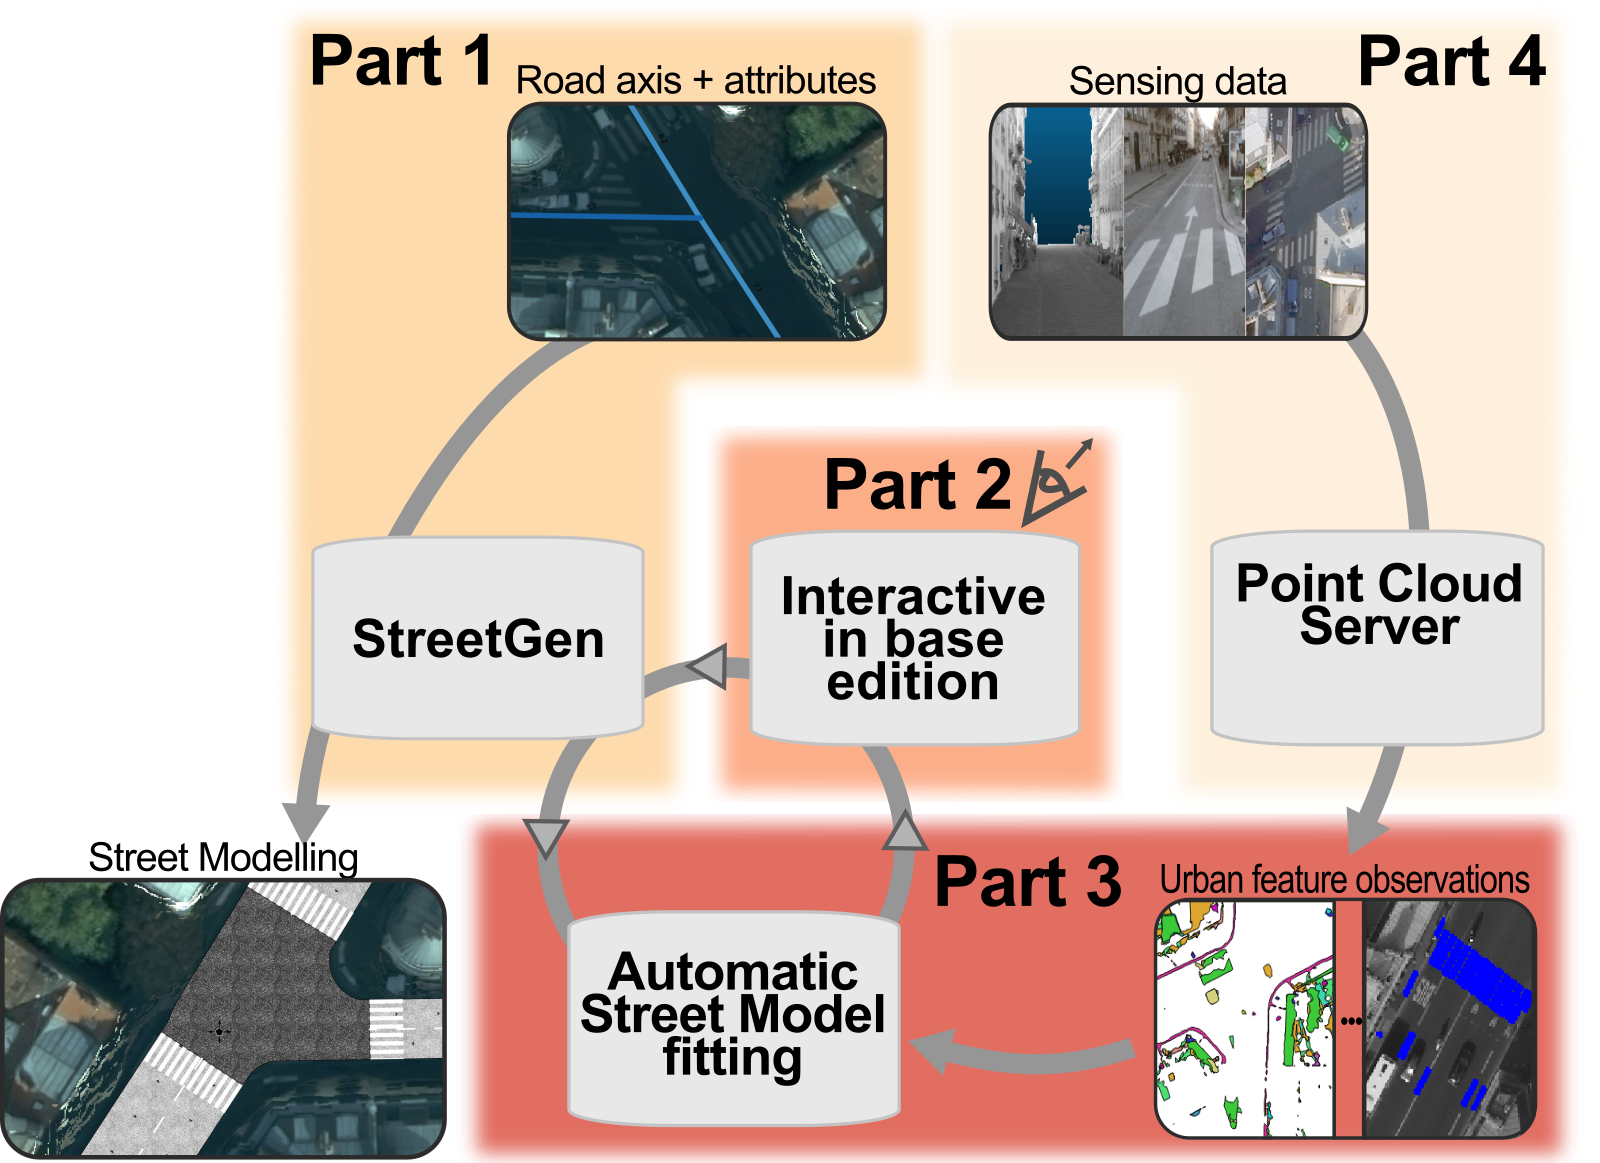 Part 1
Road axis + attributes
Sensing data
Part 4
Part 2
StreetGen
Interactive
in base
edition
Point Cloud
Server
Street Modelling
Part 3
Urban feature observations
Automatic
Street Model
fitting
...